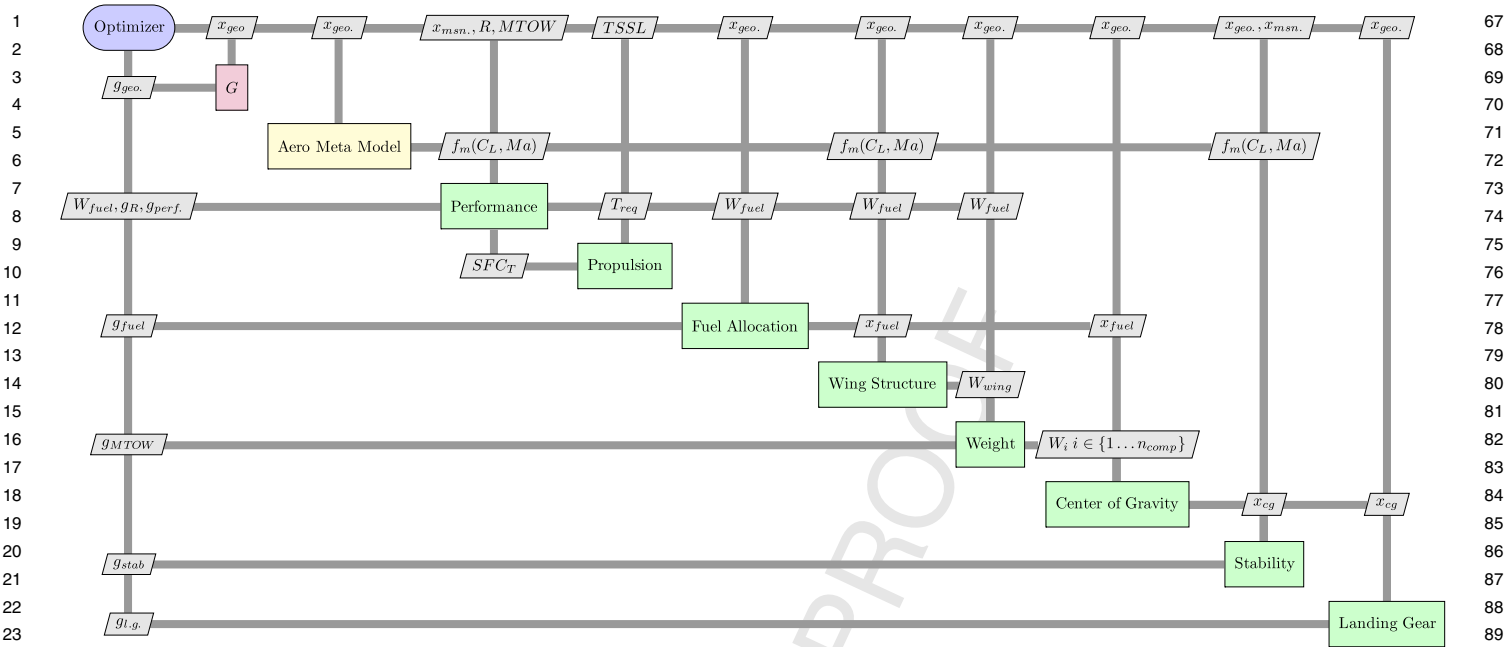 1 Optimizer x_geo x_geo. x_msn., R, MTOW TSSL x_geo. x_geo. x_geo. x_geo. x_geo., x_msn. x_geo. 67
2 68
3 g_geo. G 69
4 70
5 Aero Meta Model f_m(C_L, Ma) f_m(C_L, Ma) f_m(C_L, Ma) 71
6 72
7 W_fuel, g_R, g_perf. Performance T_req W_fuel W_fuel W_fuel 73
8 74
9 75
10 SFC_T Propulsion 76
11 77
12 g_fuel Fuel Allocation x_fuel x_fuel 78
13 79
14 Wing Structure W_wing 80
15 81
16 g_MTOW Weight W_i i ∈ {1 … n_comp} 82
17 83
18 Center of Gravity x_cg x_cg 84
19 85
20 g_stab Stability 86
21 87
22 g_l.g. Landing Gear 88
23 89
PROOF